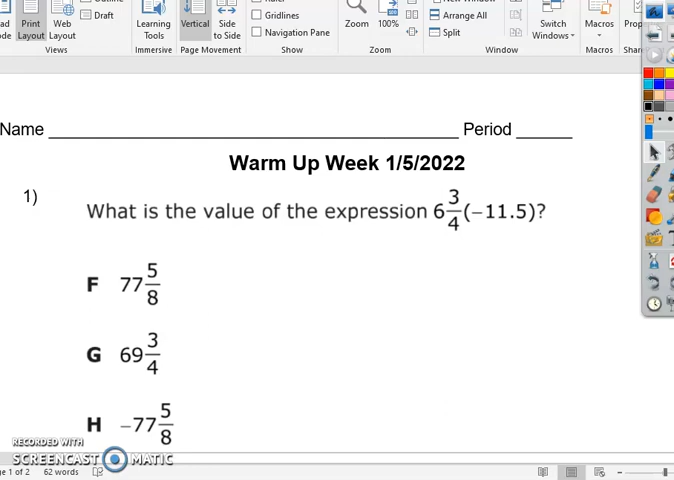 Print
Layout
Web
Layout
Draft
Views
Learning
Tools
Immersive
Vertical
Side
to Side
Page Movement
Gridlines
Navigation Pane
Show
Zoom
100%
Zoom
Arrange All
Split
Window
Switch
Windows
Macros
Macros
Name ______ Period ______
Warm Up Week 1/5/2022
1)
What is the value of the expression 6 3/4 (−11.5)?
F 77 5/8
G 69 3/4
H −77 5/8
RECORDED WITH
SCREENCAST MATIC
ge 1 of 2 62 words